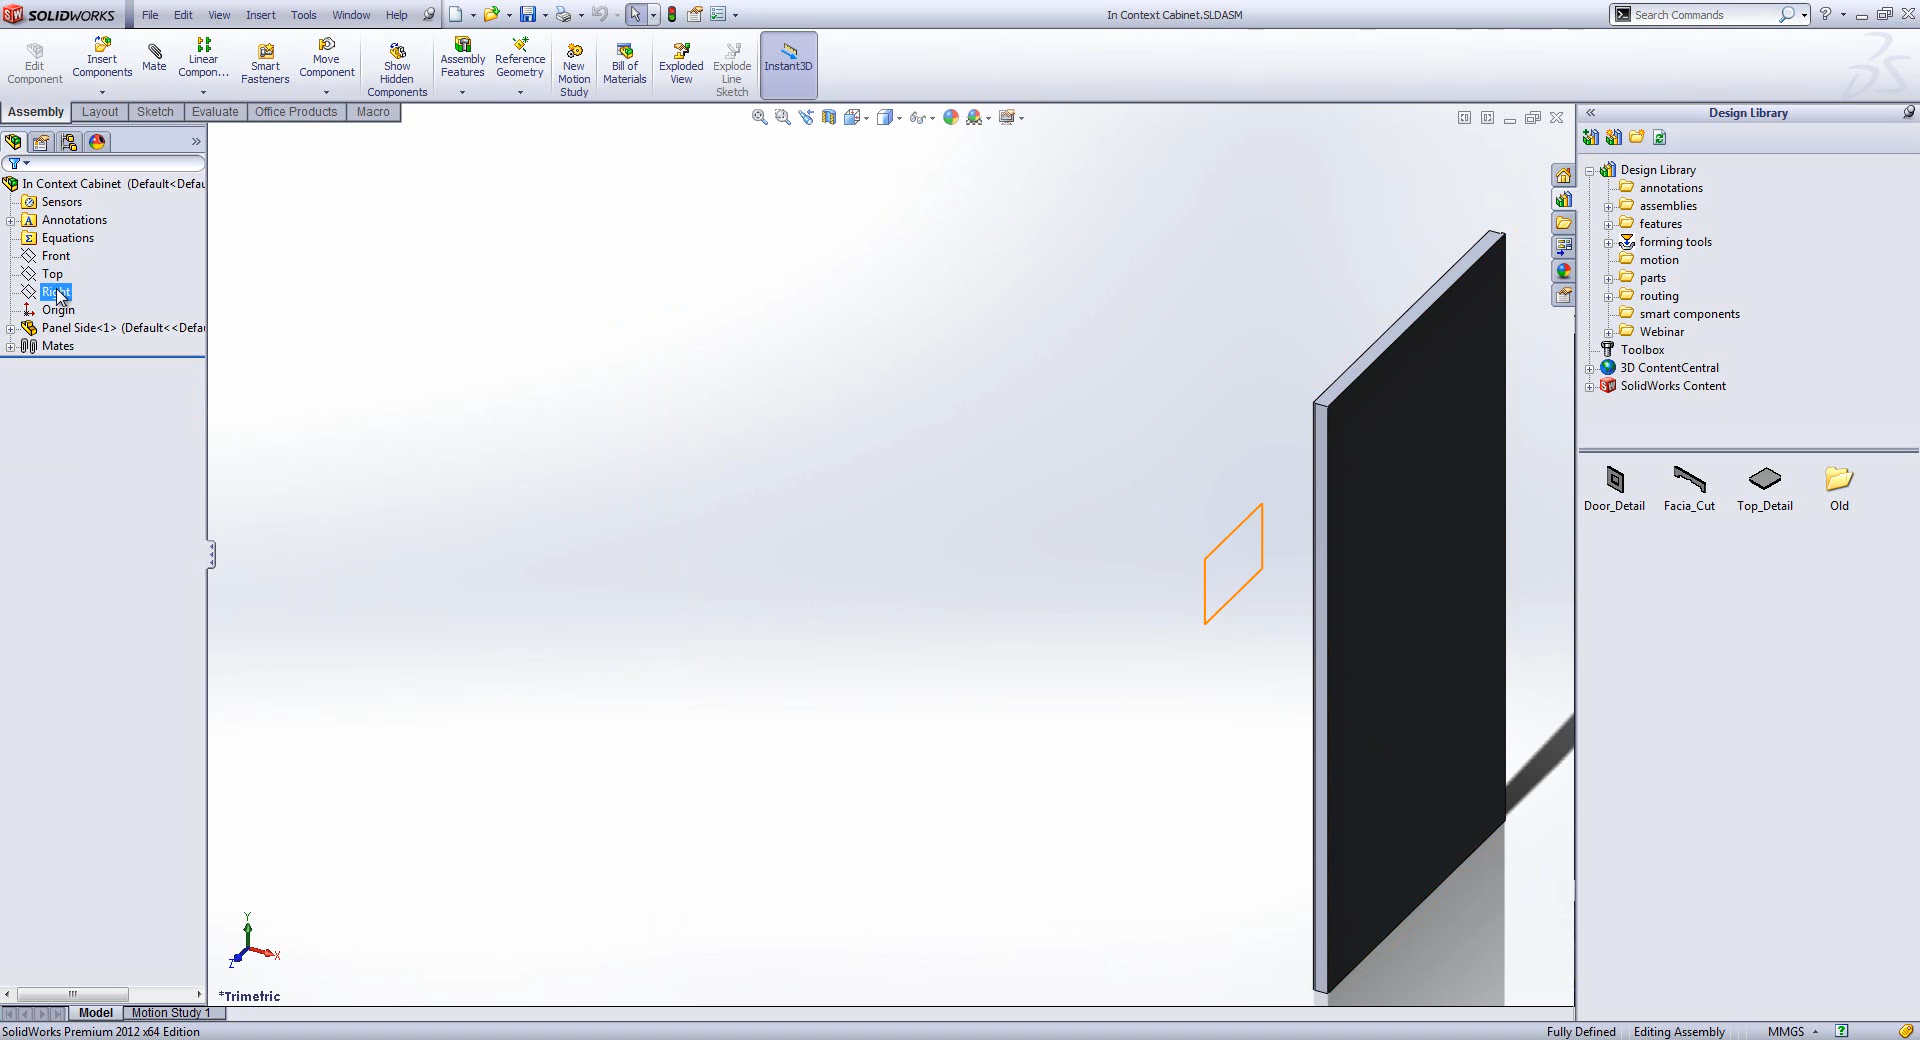 SOLIDWORKS File Edit View Insert Tools Window Help In Context Cabinet.SLDASM Search Commands ?
Edit Component
Insert Components
Mate
Linear Compon...
Smart Fasteners
Move Component
Show Hidden Components
Assembly Features
Reference Geometry
New Motion Study
Bill of Materials
Exploded View
Explode Line Sketch
Instant3D
Assembly Layout Sketch Evaluate Office Products Macro
In Context Cabinet (Default<Defau
Sensors
Annotations
Equations
Front
Top
Right
Origin
Panel Side<1> (Default<<Defau
Mates
Design Library
Design Library
annotations
assemblies
features
forming tools
motion
parts
routing
smart components
Webinar
Toolbox
3D ContentCentral
SolidWorks Content
Door_Detail Facia_Cut Top_Detail Old
Y
X
Z
*Trimetric
Model Motion Study 1
SolidWorks Premium 2012 x64 Edition Fully Defined Editing Assembly MMGS ?